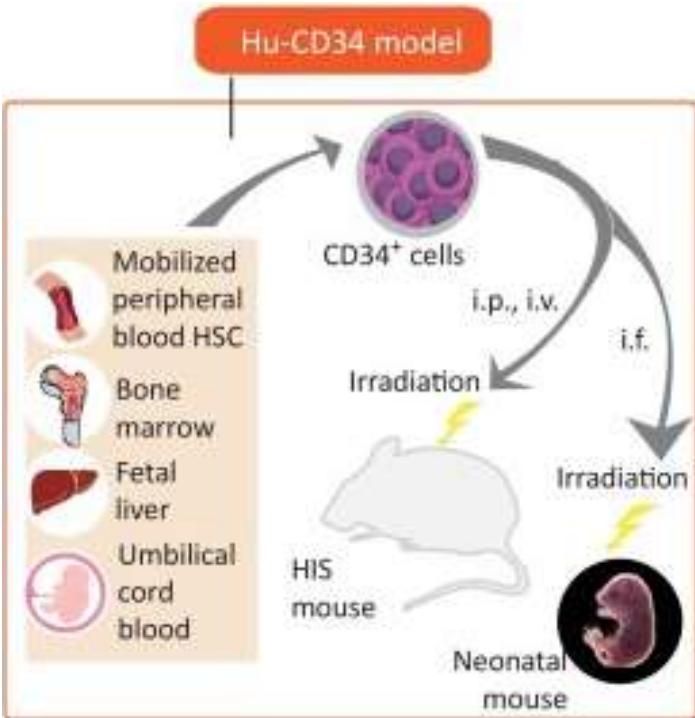 Hu-CD34 model
CD34⁺ cells
Mobilized
peripheral
blood HSC
Bone
marrow
Fetal
liver
Umbilical
cord
blood
i.p., i.v.
i.f.
Irradiation
Irradiation
HIS
mouse
Neonatal
mouse